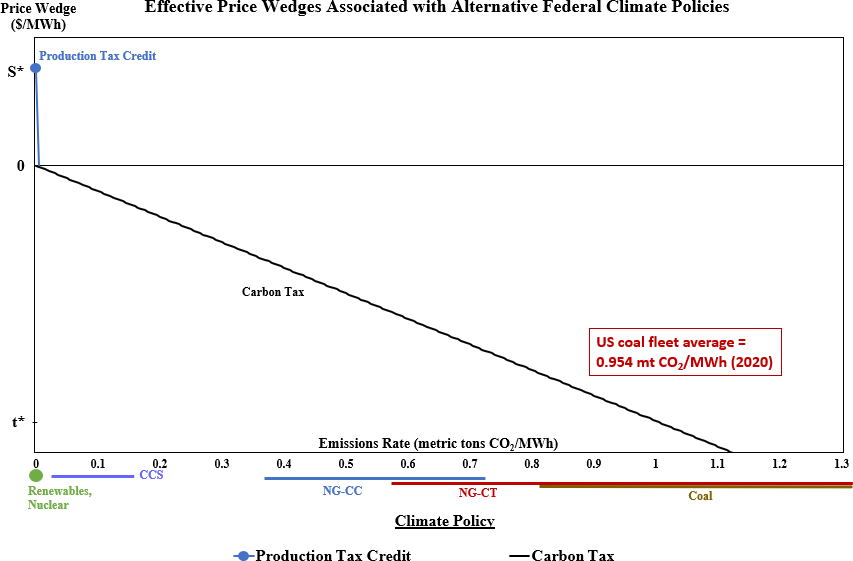 Effective Price Wedges Associated with Alternative Federal Climate Policies
Price Wedge
($/MWh)
Production Tax Credit
S*
0
Carbon Tax
US coal fleet average =
0.954 mt CO₂/MWh (2020)
t*
Emissions Rate (metric tons CO₂/MWh)
0 0.1 0.2 0.3 0.4 0.5 0.6 0.7 0.8 0.9 1 1.1 1.2 1.3
CCS
Renewables,
Nuclear
NG-CC
NG-CT
Coal
Climate Policy
Production Tax Credit
Carbon Tax